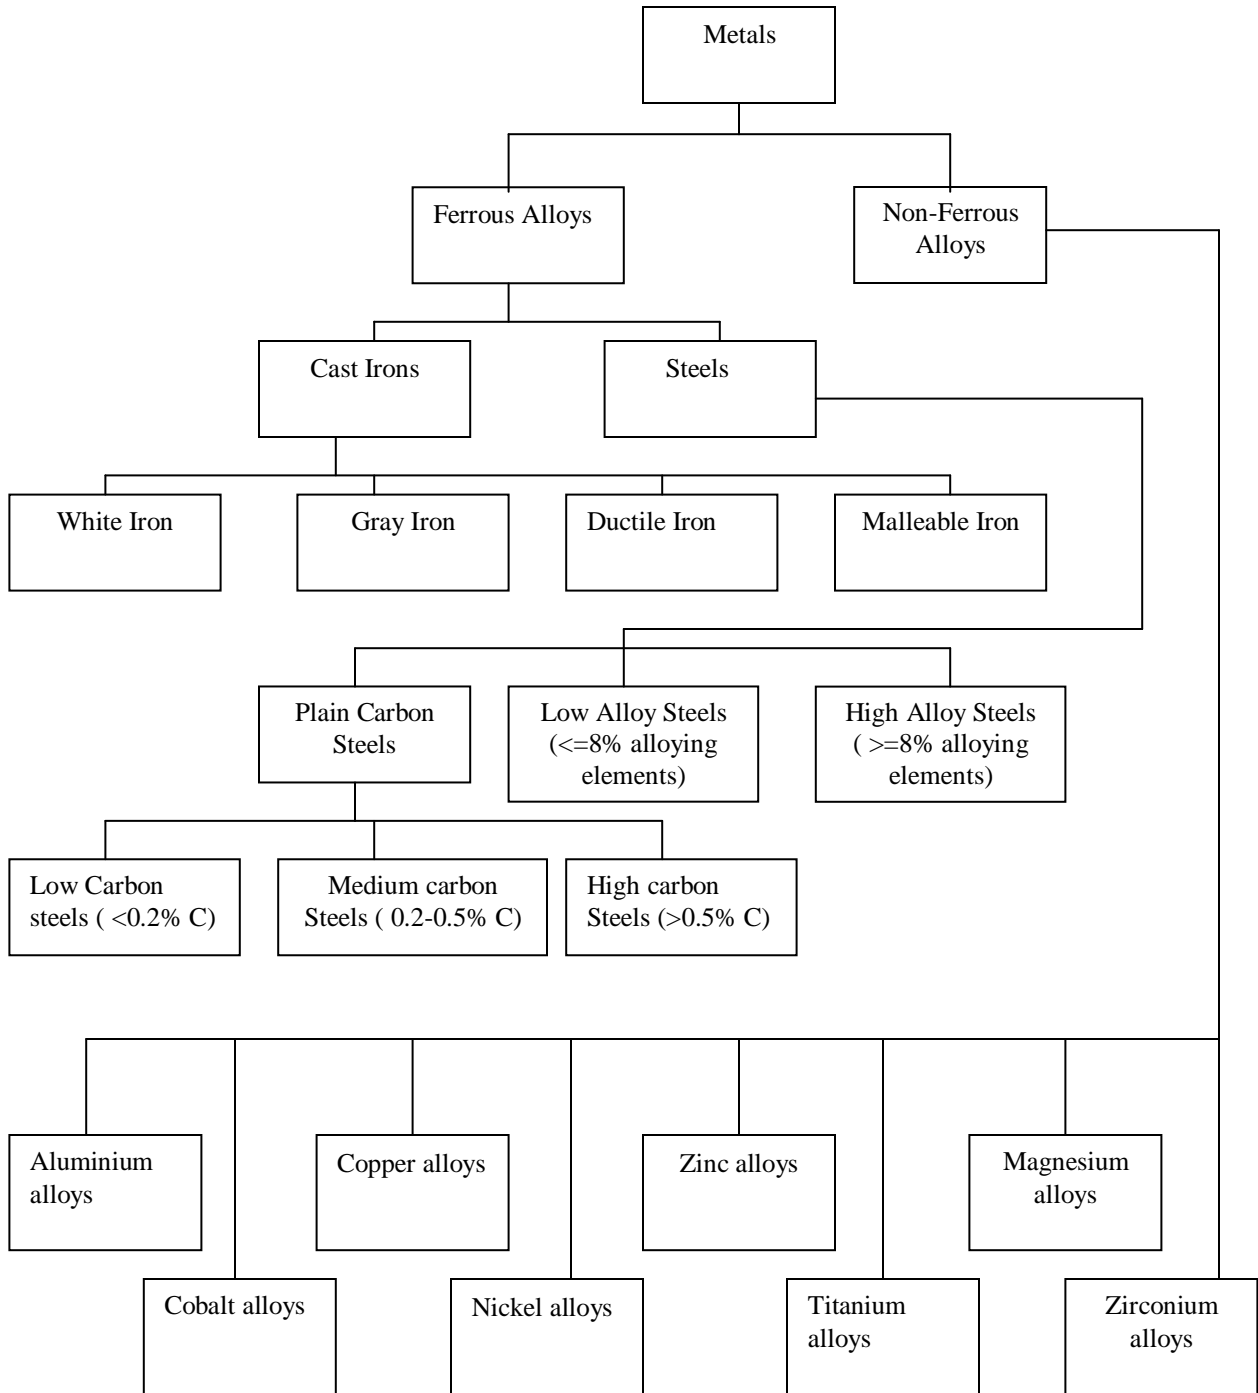 Metals
Ferrous Alloys
Non-Ferrous
Alloys
Cast Irons
Steels
White Iron
Gray Iron
Ductile Iron
Malleable Iron
Plain Carbon
Steels
Low Alloy Steels
(<=8% alloying
elements)
High Alloy Steels
( >=8% alloying
elements)
Low Carbon
steels ( <0.2% C)
Medium carbon
Steels ( 0.2-0.5% C)
High carbon
Steels (>0.5% C)
Aluminium
alloys
Copper alloys
Zinc alloys
Magnesium
alloys
Cobalt alloys
Nickel alloys
Titanium
alloys
Zirconium
alloys